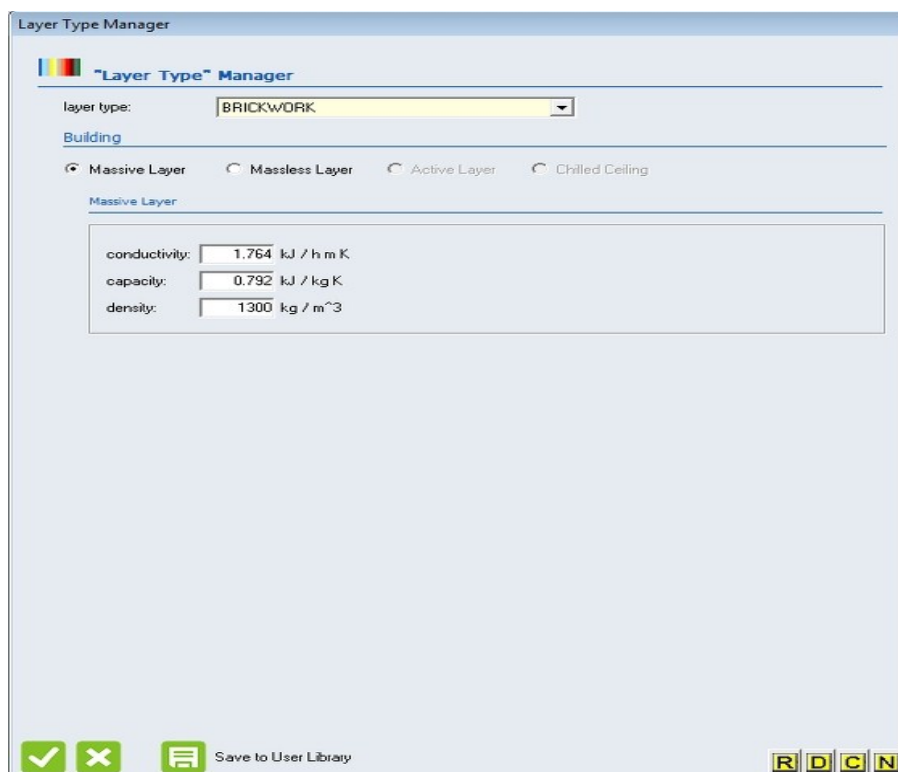 Layer Type Manager
"Layer Type" Manager
layer type: BRICKWORK
Building
Massive Layer Massless Layer Active Layer Chilled Ceiling
Massive Layer
conductivity: 1.764 kJ / h m K
capacity: 0.792 kJ / kg K
density: 1300 kg / m^3
Save to User Library R D C N